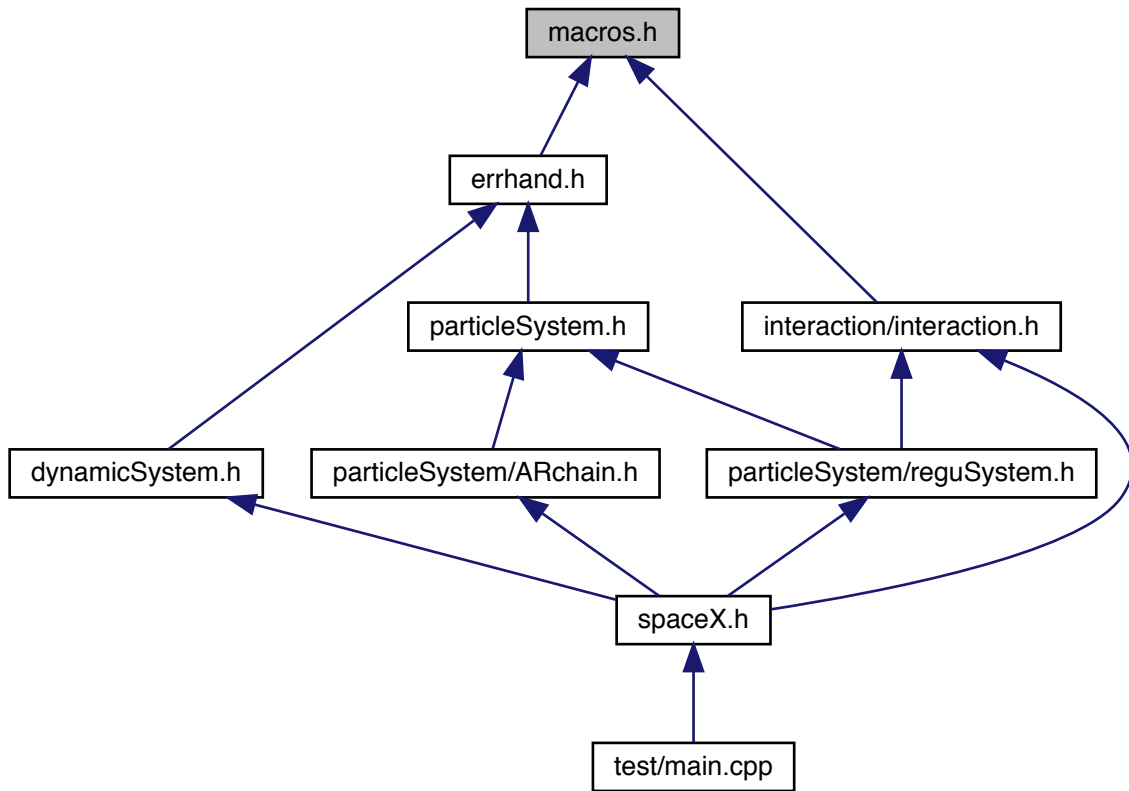 macros.h
errhand.h
particleSystem.h
interaction/interaction.h
dynamicSystem.h
particleSystem/ARchain.h
particleSystem/reguSystem.h
spaceX.h
test/main.cpp